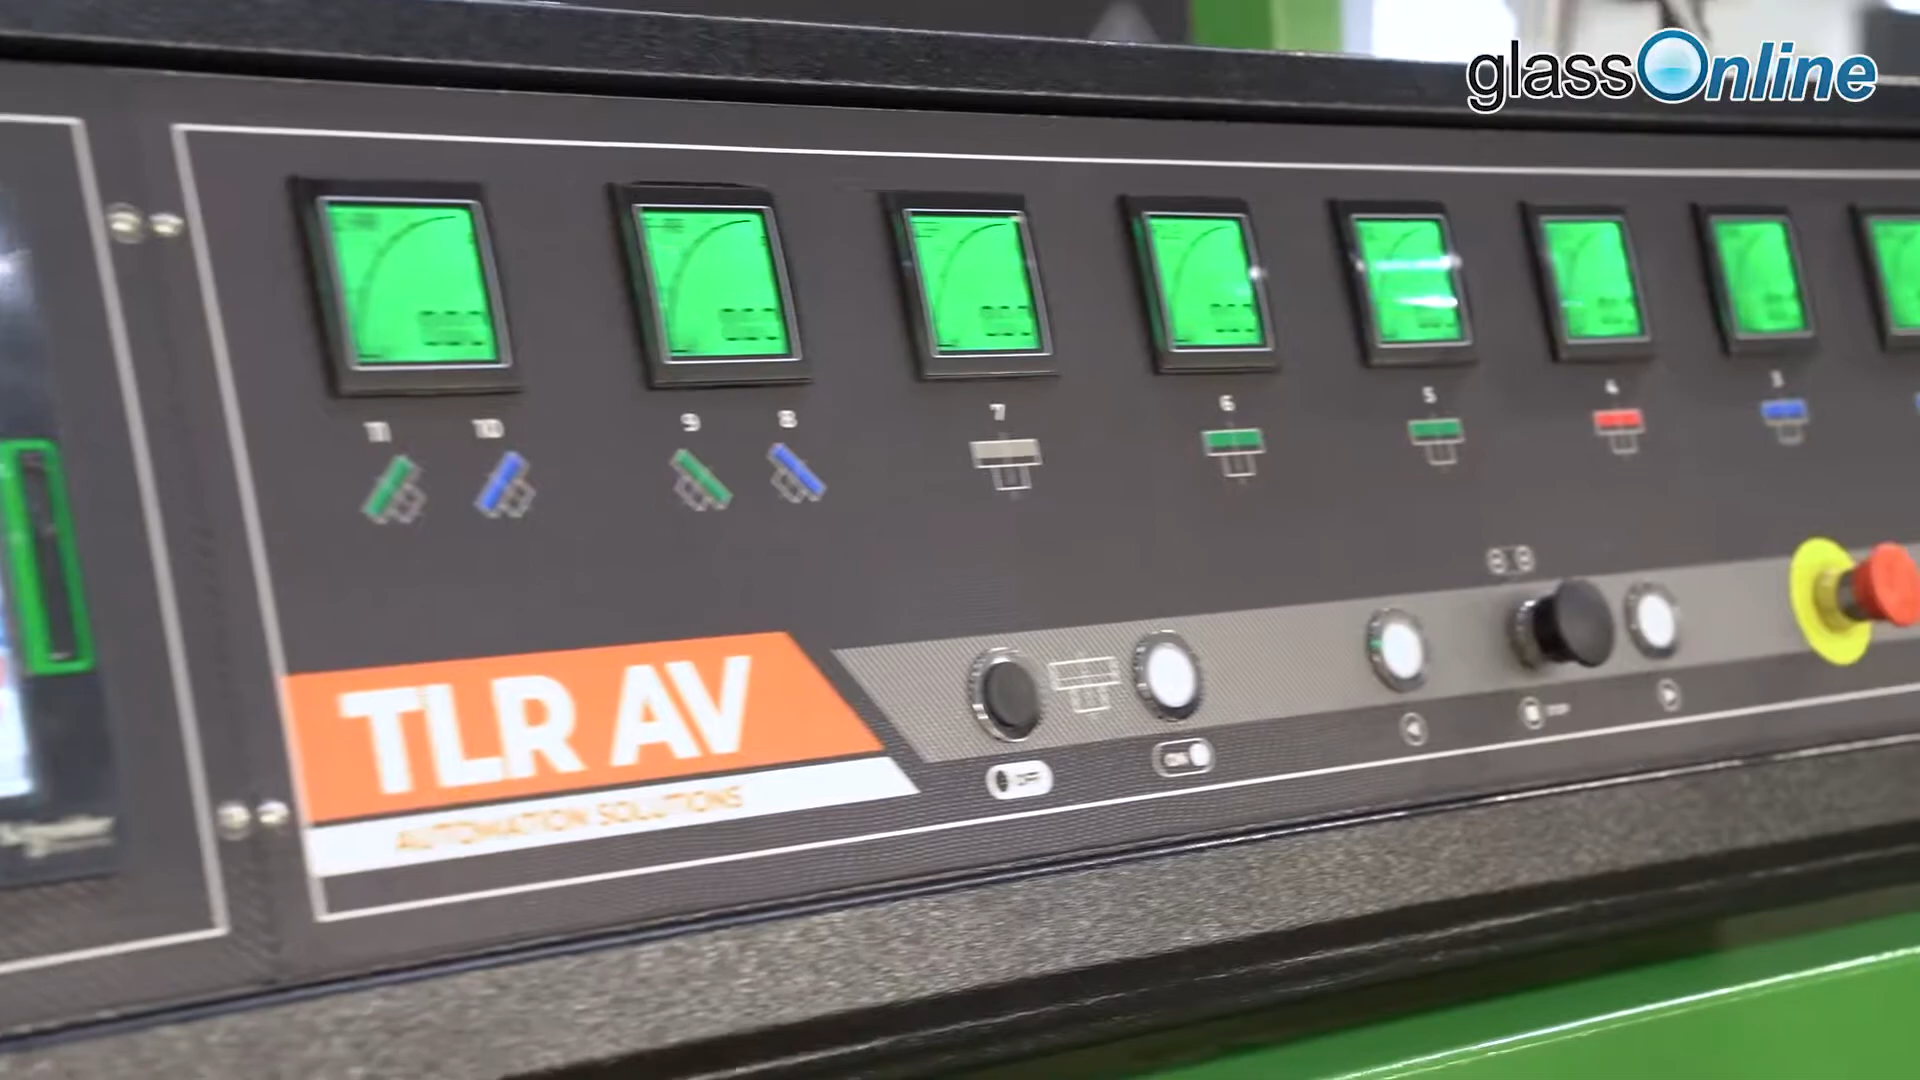 glassOnline
11 10 9 8 7 6 5 4 3
TLR AV
AUTOMATION SOLUTIONS
OFF
ON
STOP